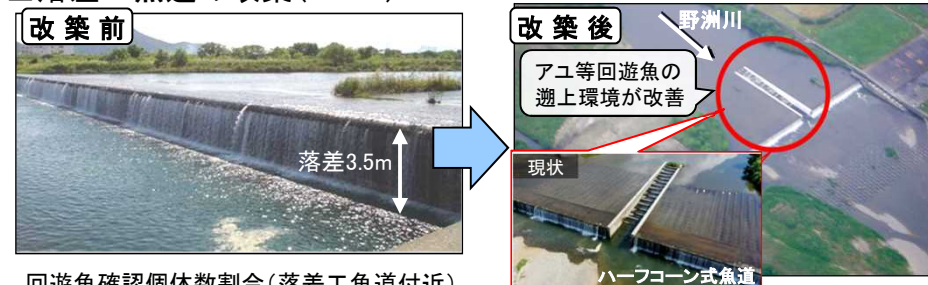 改築前
落差3.5m
改築後
野洲川
アユ等回遊魚の
遡上環境が改善
現状
ハーフコーン式魚道
回遊魚確認個体数割合(落差工魚道付近)